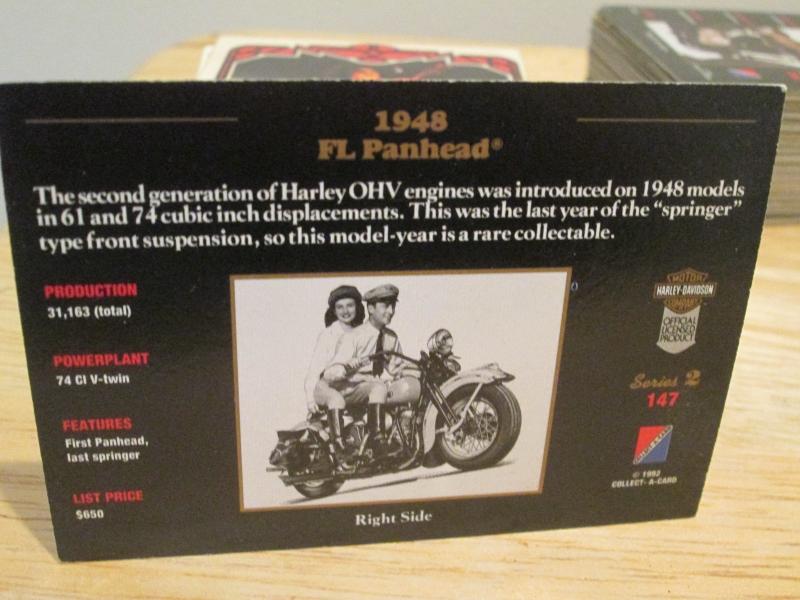 1948
FL Panhead®
The second generation of Harley OHV engines was introduced on 1948 models
in 61 and 74 cubic inch displacements. This was the last year of the "springer"
type front suspension, so this model-year is a rare collectable.
PRODUCTION
31,163 (total)
POWERPLANT
74 CI V-twin
FEATURES
First Panhead,
last springer
LIST PRICE
$650
Right Side
MOTOR
HARLEY-DAVIDSON
COMPANY
OFFICIAL
LICENSED
PRODUCT
Series 2
147
© 1992
COLLECT-A-CARD